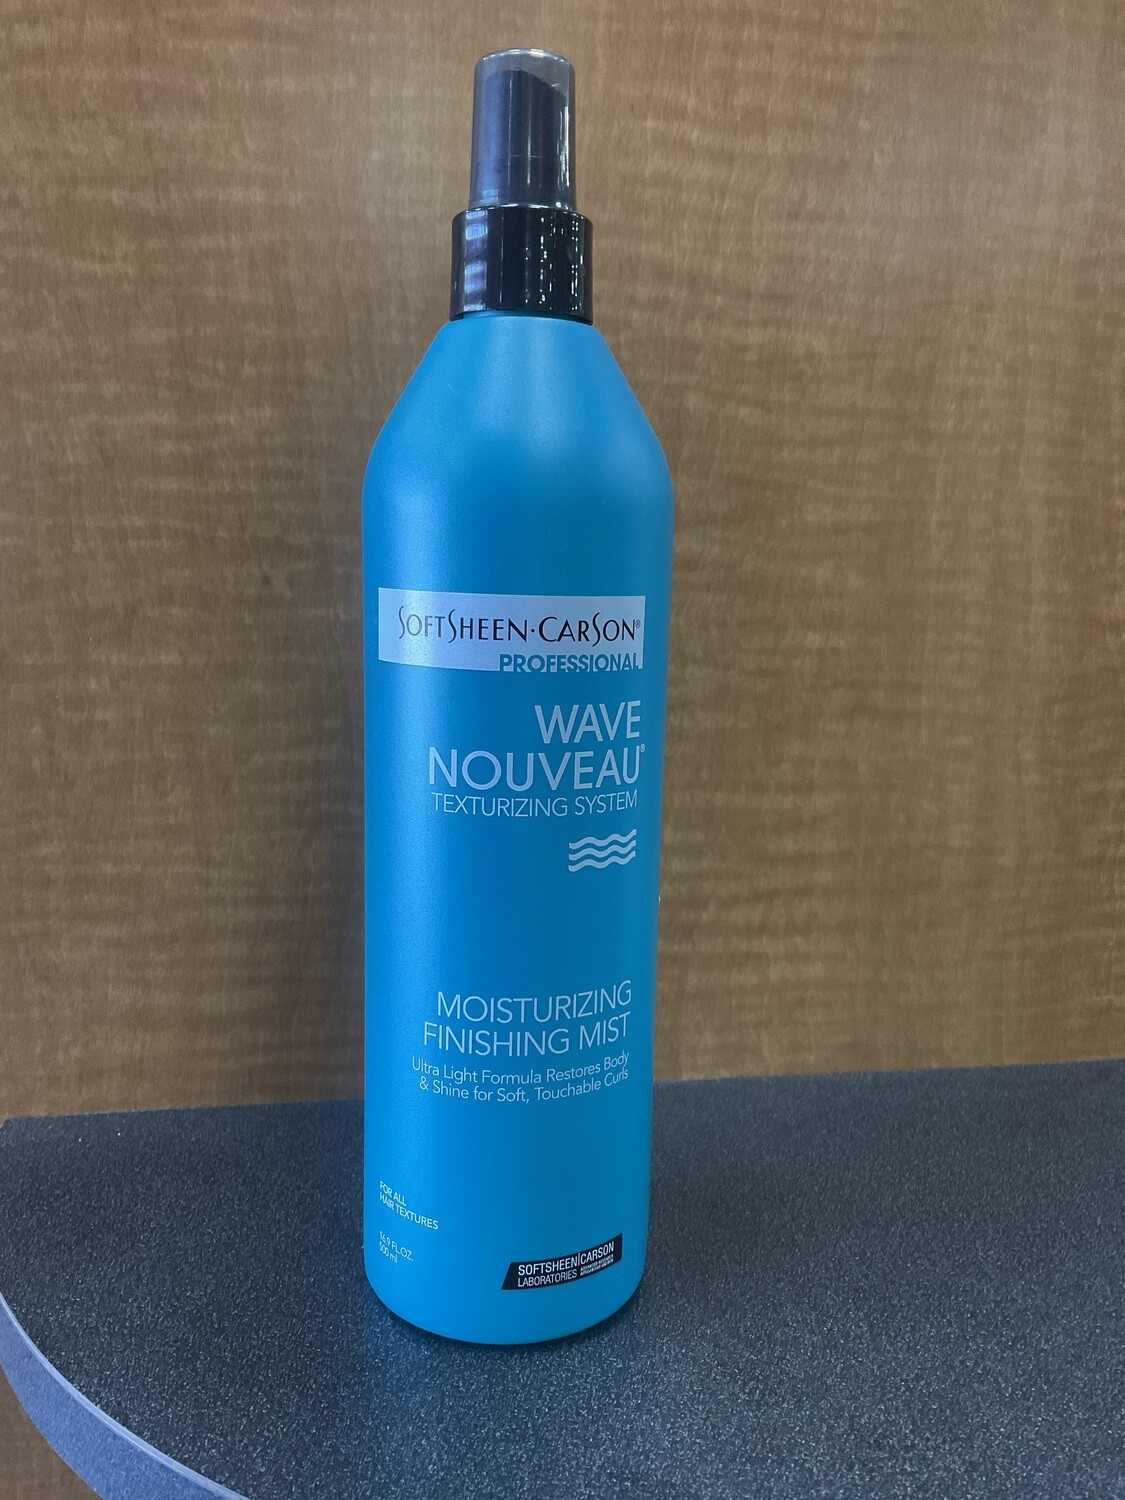 SOFTSHEEN·CARSON®
PROFESSIONAL
WAVE
NOUVEAU®
TEXTURIZING SYSTEM
MOISTURIZING
FINISHING MIST
Ultra Light Formula Restores Body
& Shine for Soft, Touchable Curls
FOR ALL
HAIR TEXTURES
16.9 FL.OZ.
500 ml
SOFTSHEEN|CARSON
LABORATORIES